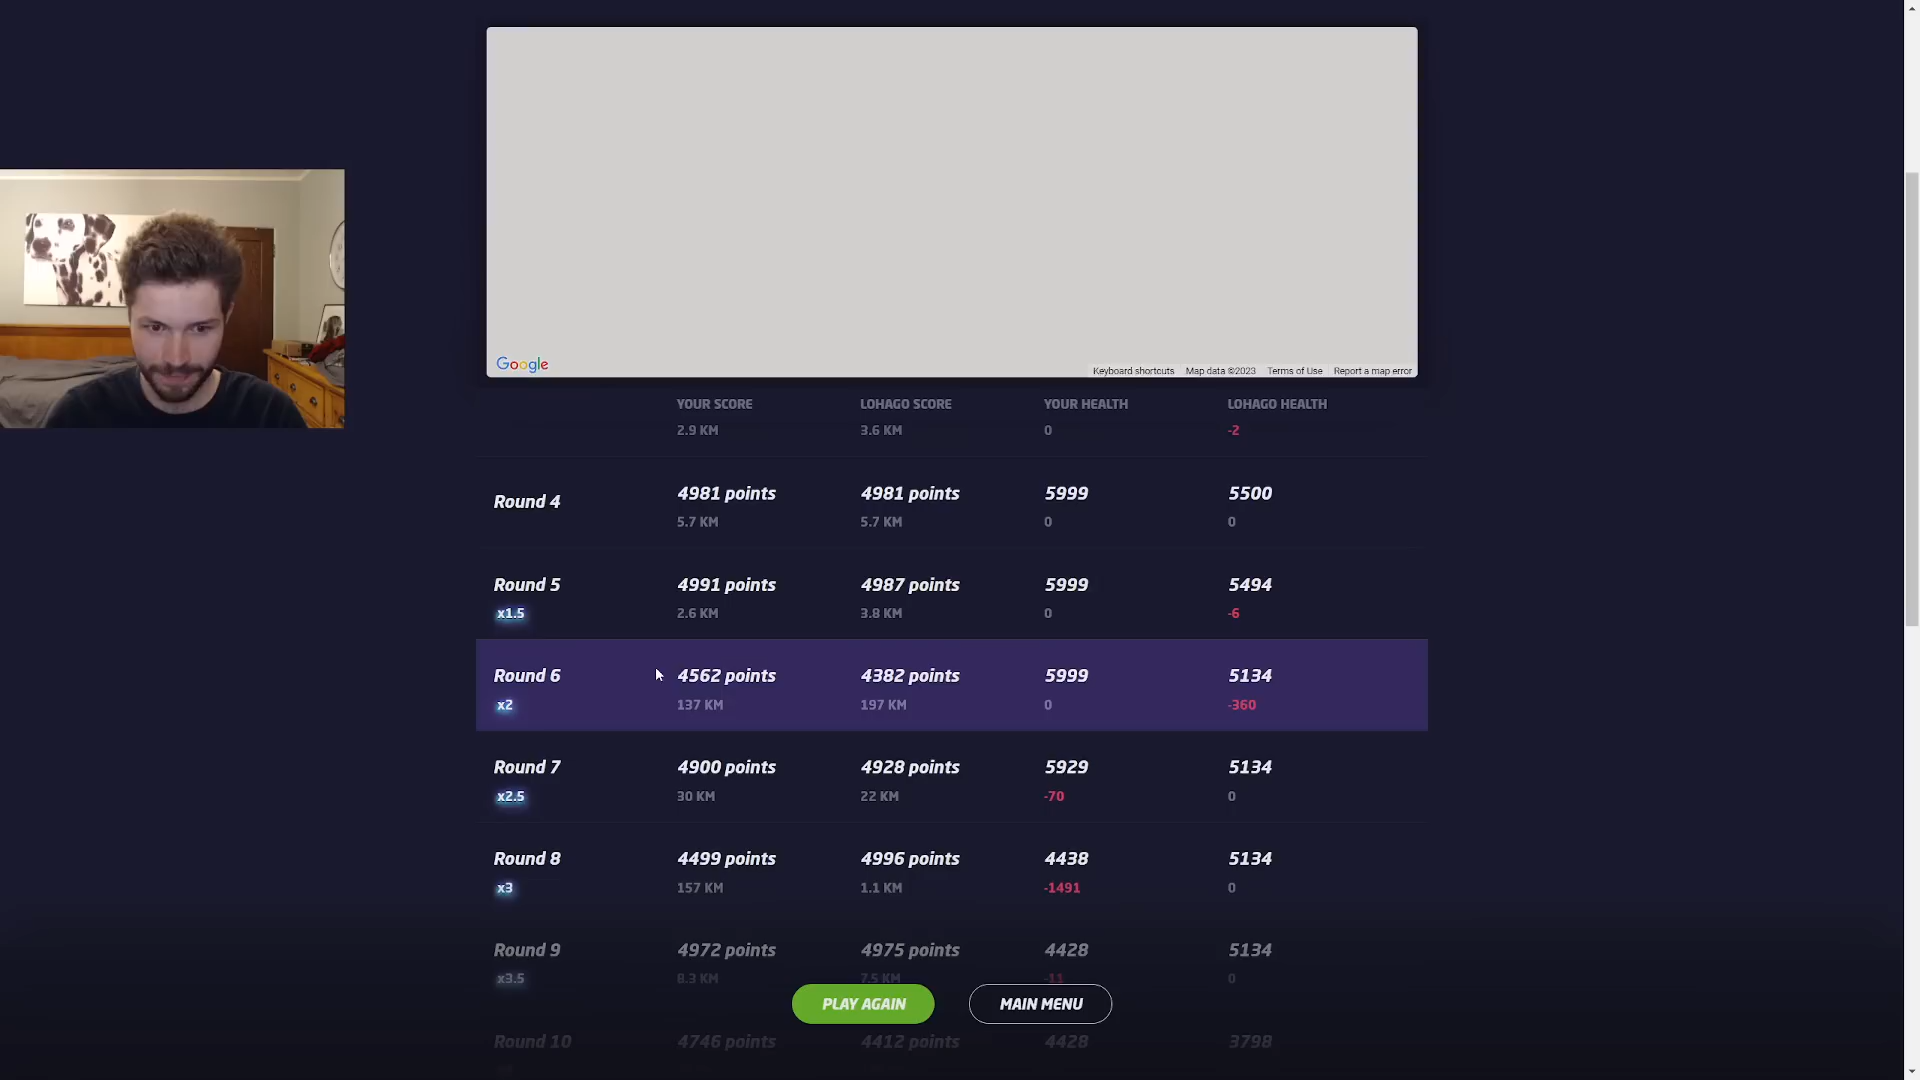 Google
Keyboard shortcuts Map data ©2023 Terms of Use Report a map error
YOUR SCORE LOHAGO SCORE YOUR HEALTH LOHAGO HEALTH
2.9 KM 3.6 KM 0 -2
Round 4 4981 points 4981 points 5999 5500
5.7 KM 5.7 KM 0 0
Round 5 4991 points 4987 points 5999 5494
x1.5 2.6 KM 3.8 KM 0 -6
Round 6 4562 points 4382 points 5999 5134
x2 137 KM 197 KM 0 -360
Round 7 4900 points 4928 points 5929 5134
x2.5 30 KM 22 KM -70 0
Round 8 4499 points 4996 points 4438 5134
x3 157 KM 1.1 KM -1491 0
Round 9 4972 points 4975 points 4428 5134
x3.5 8.3 KM 7.5 KM -11 0
PLAY AGAIN MAIN MENU
Round 10 4746 points 4412 points 4428 3798